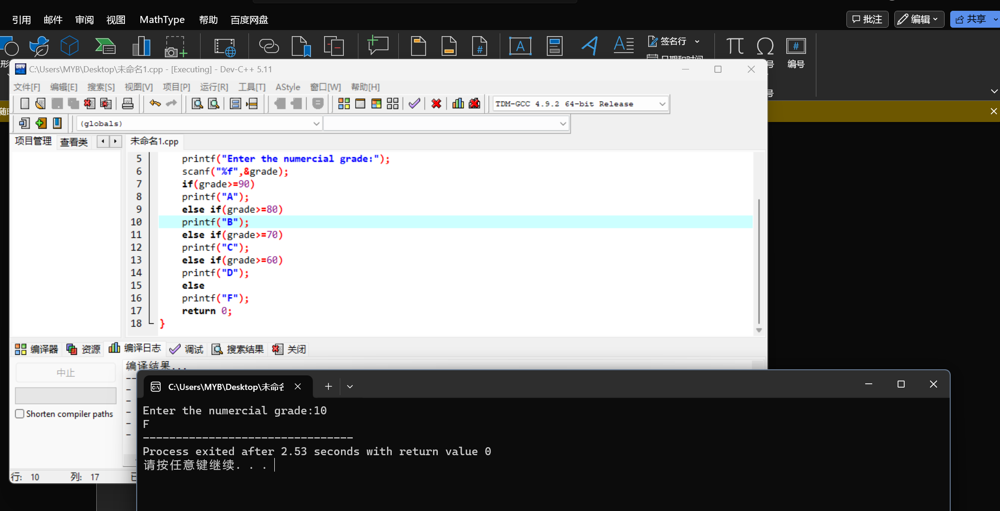 引用 邮件 审阅 视图 MathType 帮助 百度网盘 批注 编辑 共享
签名行
日期和时间
形 号 编号
号
C:\Users\MYB\Desktop\未命名1.cpp - [Executing] - Dev-C++ 5.11
文件[F] 编辑[E] 搜索[S] 视图[V] 项目[P] 运行[R] 工具[T] AStyle 窗口[W] 帮助[H]
TDM-GCC 4.9.2 64-bit Release
(globals)
项目管理 查看类 未命名1.cpp
5 printf("Enter the numercial grade:");
6 scanf("%f",&grade);
7 if(grade>=90)
8 printf("A");
9 else if(grade>=80)
10 printf("B");
11 else if(grade>=70)
12 printf("C");
13 else if(grade>=60)
14 printf("D");
15 else
16 printf("F");
17 return 0;
18 }
编译器 资源 编译日志 调试 搜索结果 关闭
中止
编译结果...
Shorten compiler paths
C:\Users\MYB\Desktop\未命名
Enter the numercial grade:10
F
--------------------------------
Process exited after 2.53 seconds with return value 0
请按任意键继续. . .
行: 10 列: 17 已